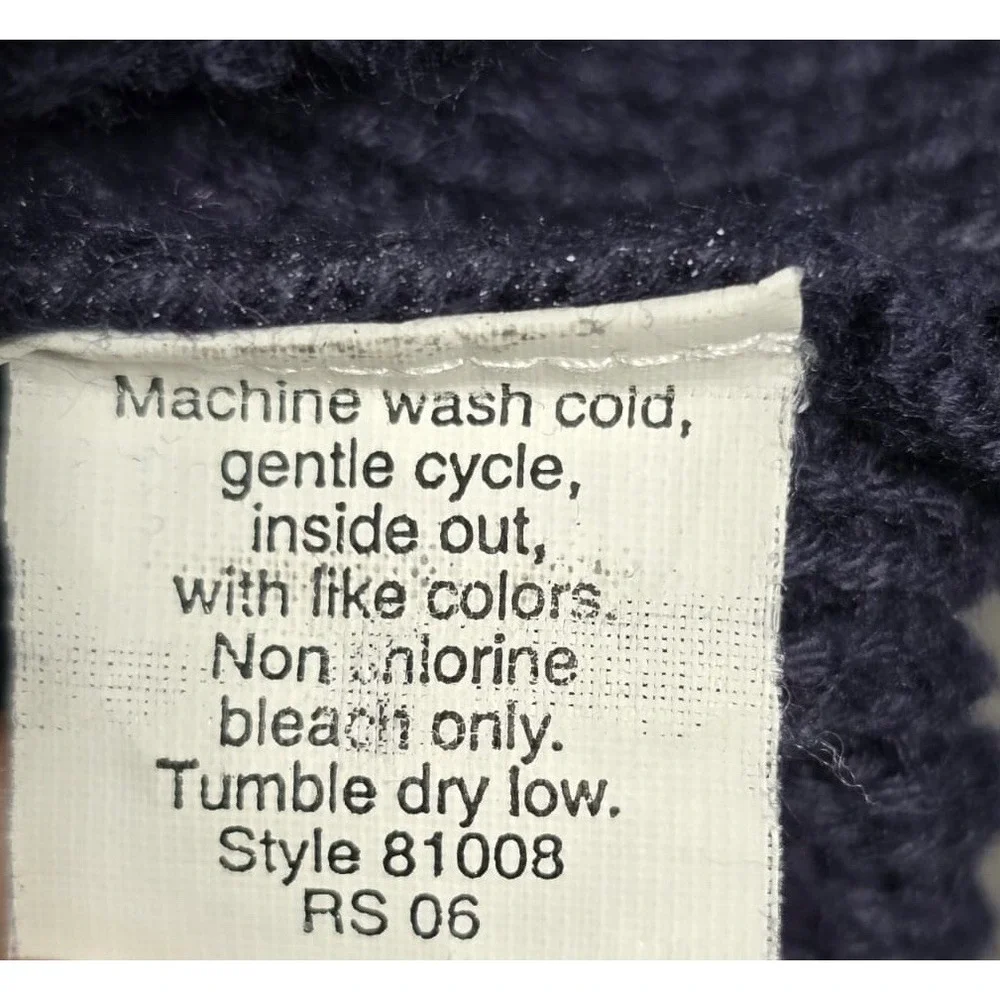 Machine wash cold,
gentle cycle,
inside out,
with like colors.
Non chlorine
bleach only.
Tumble dry low.
Style 81008
RS 06